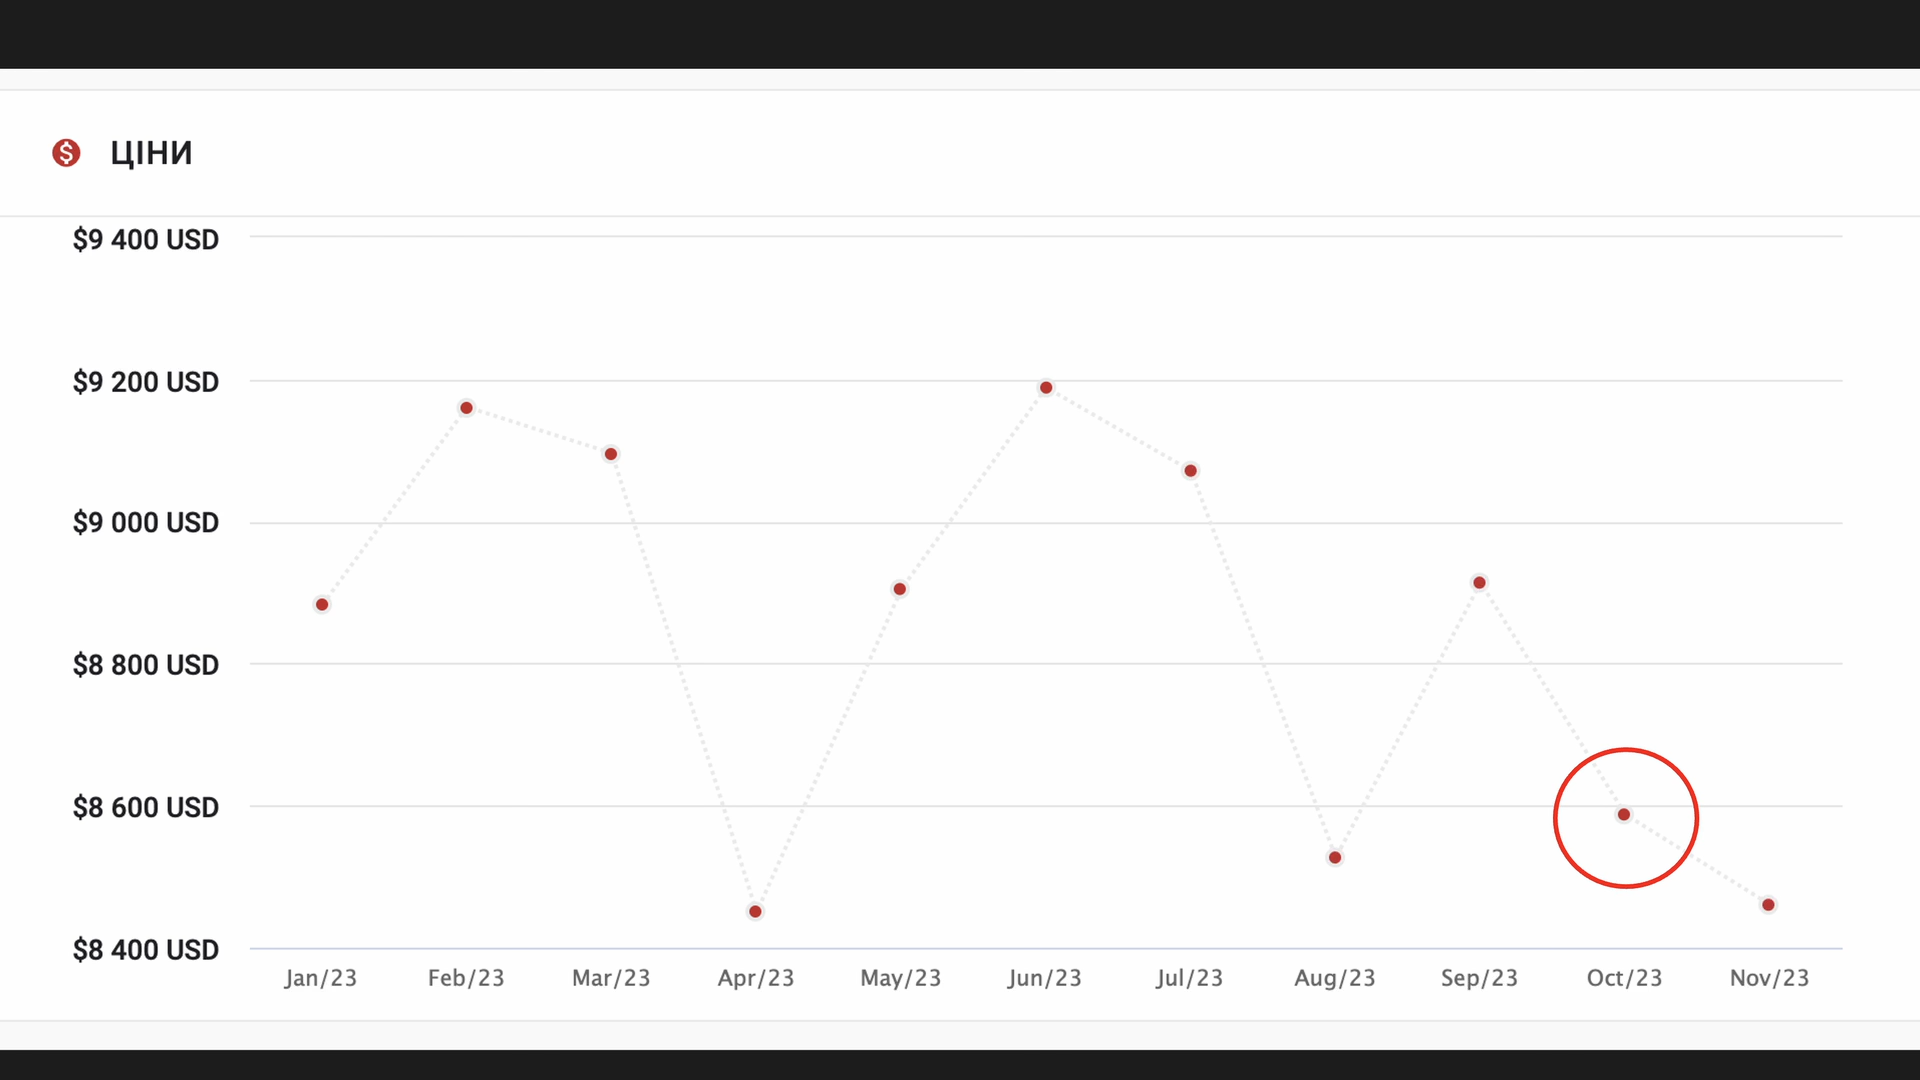 ЦІНИ
$9 400 USD
$9 200 USD
$9 000 USD
$8 800 USD
$8 600 USD
$8 400 USD
Jan/23 Feb/23 Mar/23 Apr/23 May/23 Jun/23 Jul/23 Aug/23 Sep/23 Oct/23 Nov/23